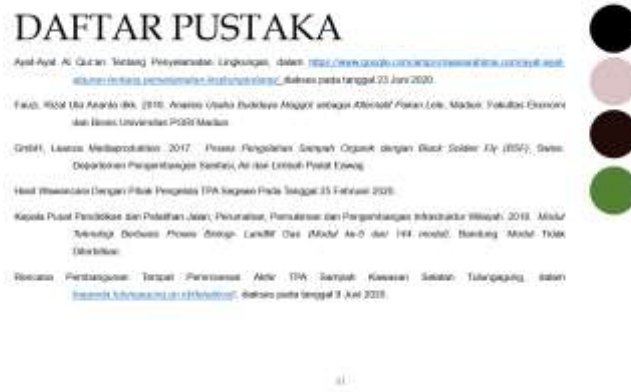 DAFTAR PUSTAKA
Ayat-Ayat Al Qur'an Tentang Penyelamatan Lingkungan, dalam
diakses pada tanggal 23 Juni 2020.
Fauzi, Rizal Ula Ananta dkk. 2018. Analisis Usaha Budidaya Maggot sebagai Alternatif Pakan Lele. Madiun: Fakultas Ekonomi
dan Bisnis Universitas PGRI Madiun
GmbH, Leanza Mediaproduktion. 2017. Proses Pengolahan Sampah Organik dengan Black Soldier Fly (BSF). Swiss:
Departemen Pengembangan Sanitasi, Air dan Limbah Padat Eawag.
Hasil Wawancara Dengan Pihak Pengelola TPA Segawe Pada Tanggal 25 Februari 2020.
Kepala Pusat Pendidikan dan Pelatihan Jalan, Perumahan, Permukiman dan Pengembangan Infrastruktur Wilayah. 2018. Modul
Teknologi Berbasis Proses Biologi- Landfill Gas (Modul ke-5 dari 144 modul). Bandung: Modul Tidak
Diterbitkan.
Rencana Pembangunan Tempat Pemrosesan Akhir TPA Sampah Kawasan Selatan Tulungagung, dalam
diakses pada tanggal 9 Juni 2020.